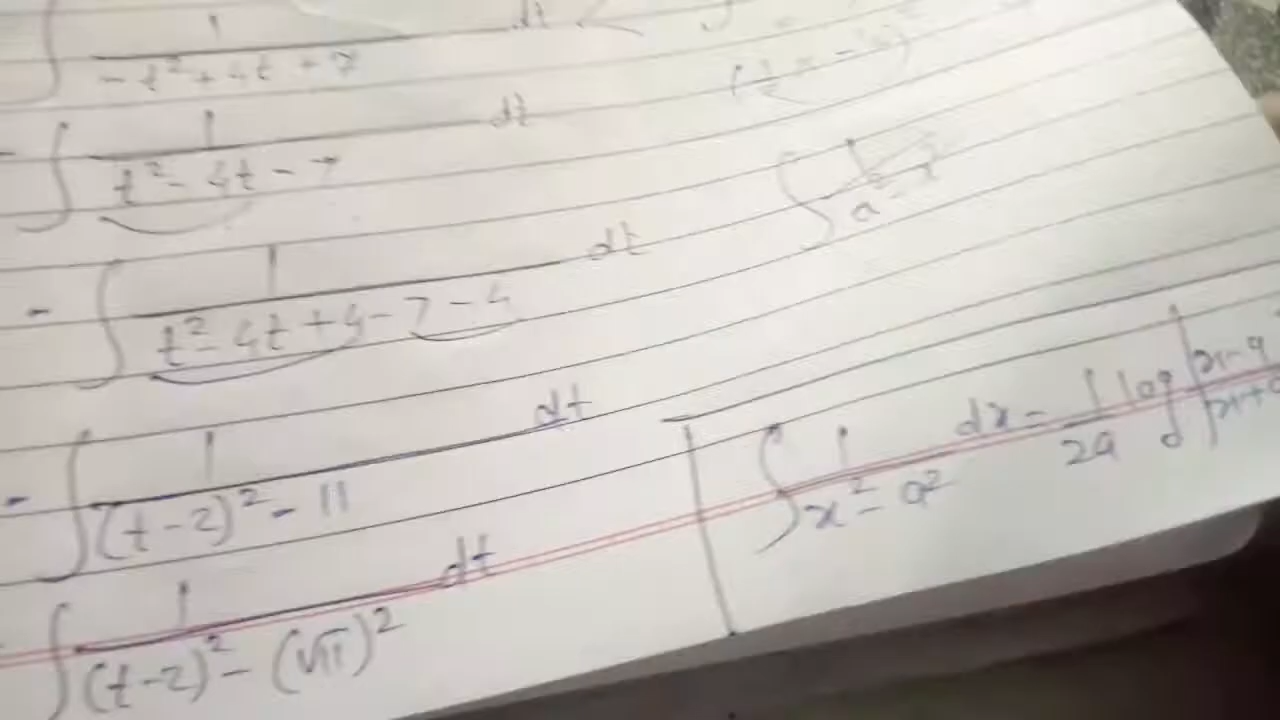 ∫ 1/(-t² + 4t + 7) dt
- ∫ 1/(t² - 4t - 7) dt
- ∫ 1/(t² - 4t + 4 - 7 - 4) dt
- ∫ 1/((t-2)² - 11) dt
- ∫ 1/((t-2)² - (√11)²) dt
∫ 1/(x² - a²) dx = 1/2a log |x-a/x+a